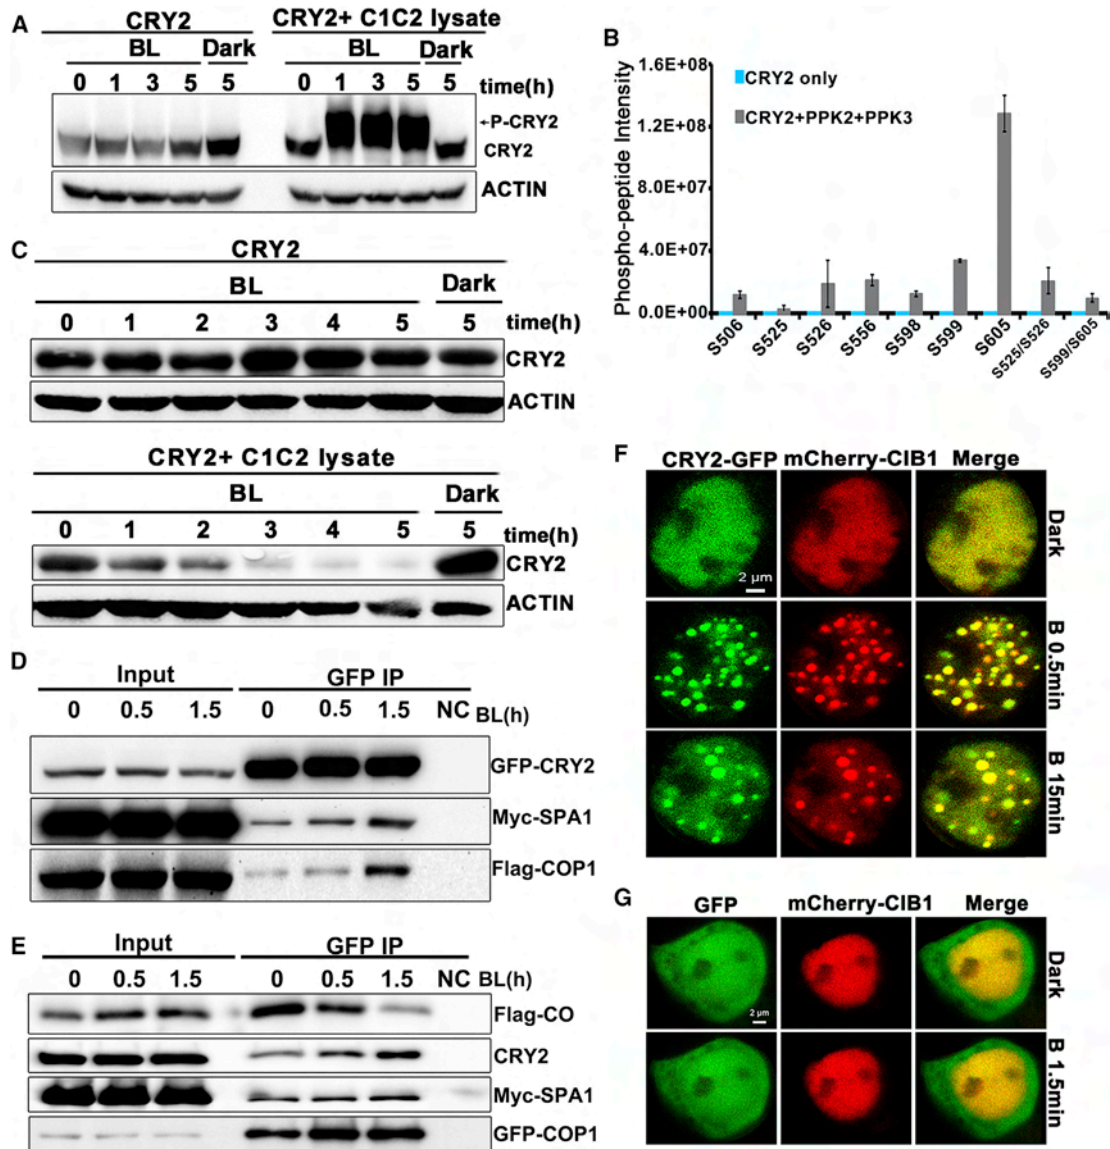 A
CRY2
CRY2+ C1C2 lysate
BL
Dark
BL
Dark
0 1 3 5 5
0 1 3 5 5 time(h)
←P-CRY2
CRY2
ACTIN
B
Phospho-peptide Intensity
1.6E+08
1.2E+08
8.0E+07
4.0E+07
0.0E+00
CRY2 only
CRY2+PPK2+PPK3
S506
S525
S526
S556
S598
S599
S605
S525/S526
S599/S605
C
CRY2
BL
Dark
0 1 2 3 4 5 5 time(h)
CRY2
ACTIN
CRY2+ C1C2 lysate
BL
Dark
0 1 2 3 4 5 5 time(h)
CRY2
ACTIN
D
Input
GFP IP
0 0.5 1.5 0 0.5 1.5 NC BL(h)
GFP-CRY2
Myc-SPA1
Flag-COP1
E
Input
GFP IP
0 0.5 1.5 0 0.5 1.5 NC BL(h)
Flag-CO
CRY2
Myc-SPA1
GFP-COP1
F
CRY2-GFP mCherry-CIB1 Merge
2 µm
Dark
B 0.5min
B 15min
G
GFP mCherry-CIB1 Merge
2 µm
Dark
B 1.5min